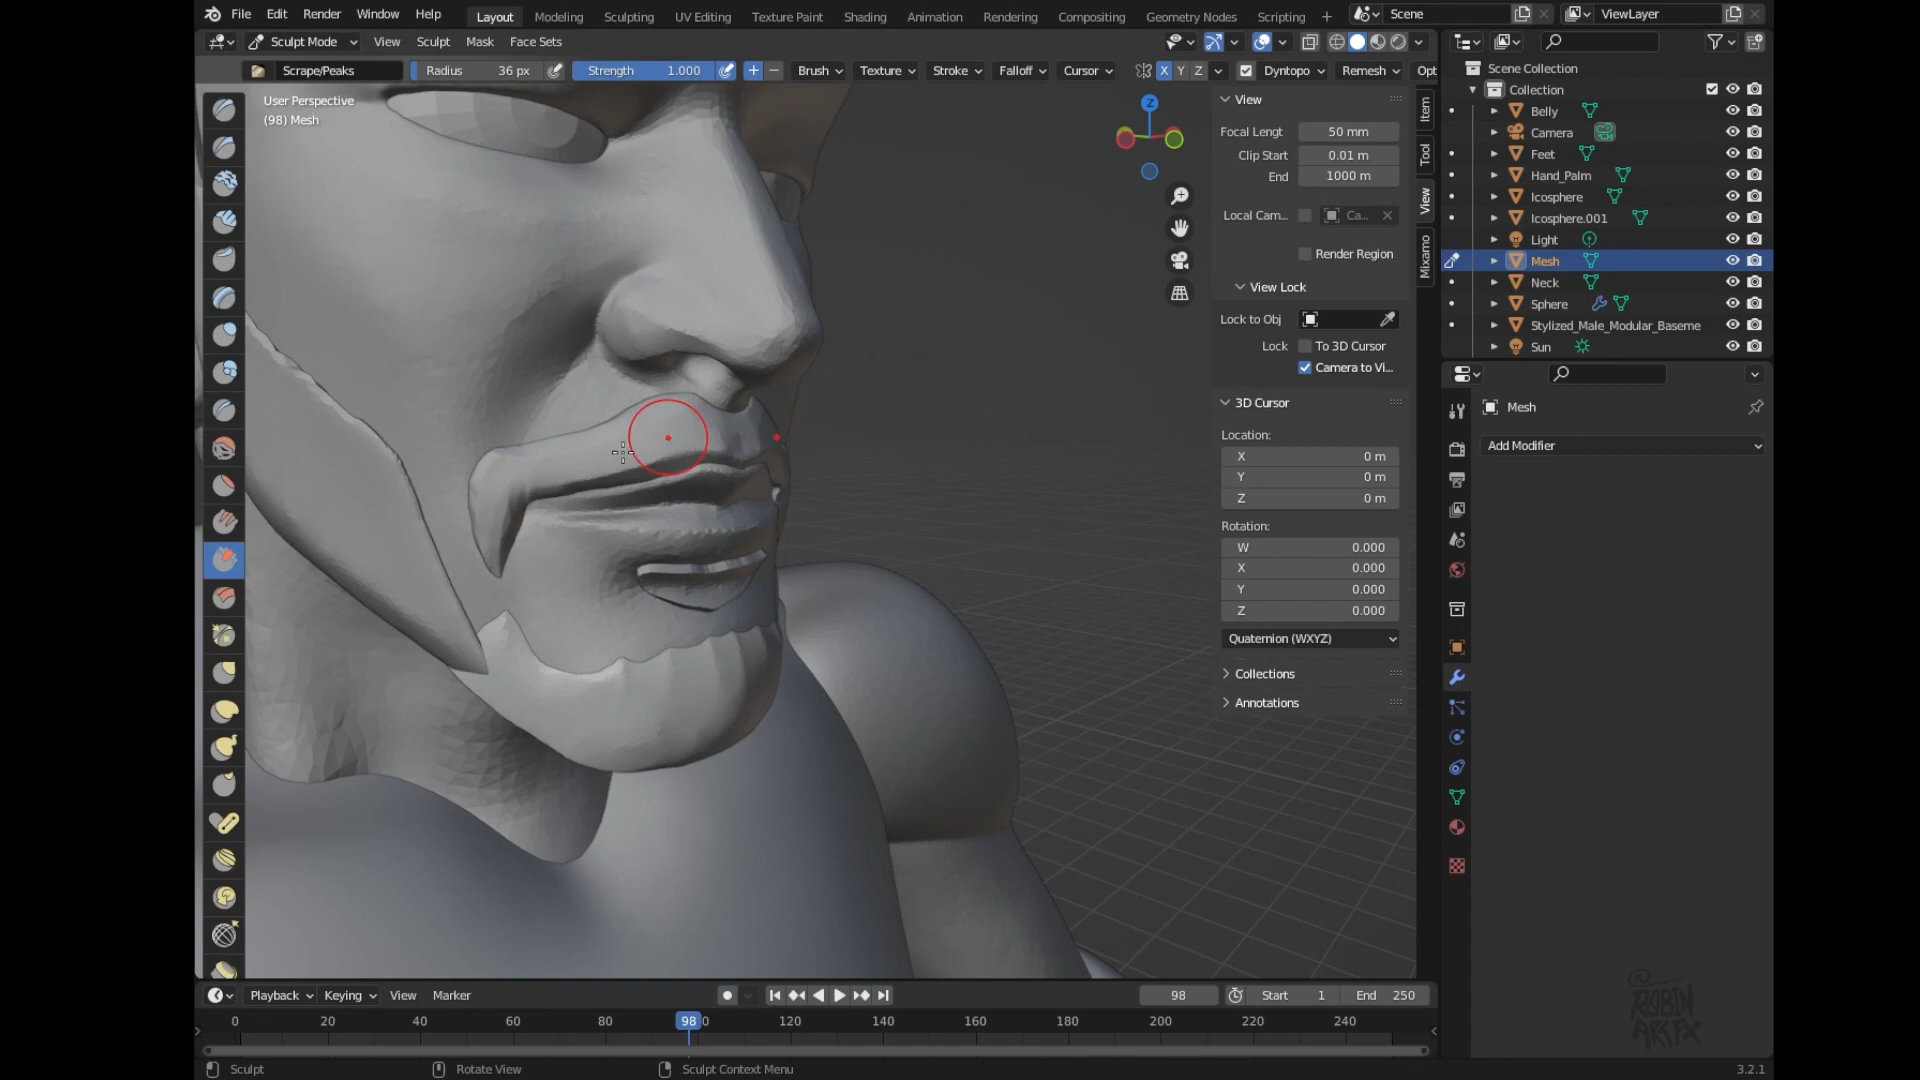 File Edit Render Window Help Layout Modeling Sculpting UV Editing Texture Paint Shading Animation Rendering Compositing Geometry Nodes Scripting + Scene ViewLayer
Sculpt Mode View Sculpt Mask Face Sets
Scrape/Peaks Radius 36 px Strength 1.000 + − Brush Texture Stroke Falloff Cursor X Y Z Dyntopo Remesh Opt
User Perspective
(98) Mesh
Z
View
Focal Lengt 50 mm
Clip Start 0.01 m
End 1000 m
Local Cam... Ca...
Render Region
View Lock
Lock to Obj
Lock To 3D Cursor
Camera to Vi...
3D Cursor
Location:
X 0 m
Y 0 m
Z 0 m
Rotation:
W 0.000
X 0.000
Y 0.000
Z 0.000
Quaternion (WXYZ)
Collections
Annotations
Item
Tool
View
Mixamo
Scene Collection
Collection
Belly
Camera
Feet
Hand_Palm
Icosphere
Icosphere.001
Light
Mesh
Neck
Sphere
Stylized_Male_Modular_Baseme
Sun
Mesh
Add Modifier
Playback Keying View Marker 98 Start 1 End 250
0 20 40 60 80 98 0 120 140 160 180 200 220 240
Sculpt Rotate View Sculpt Context Menu 3.2.1
ROBIN
ARTFX